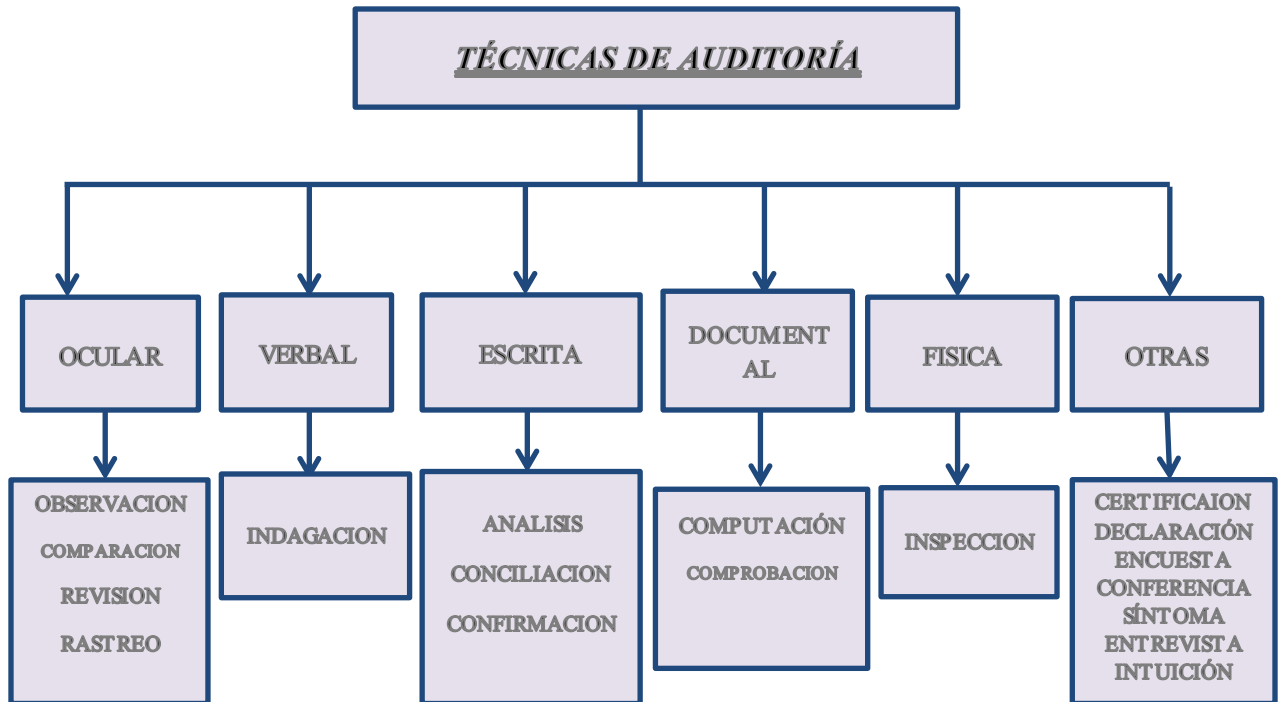 TÉCNICAS DE AUDITORÍA
OCULAR
VERBAL
ESCRITA
DOCUMENT
AL
FISICA
OTRAS
OBSERVACION
COMPARACION
REVISION
RASTREO
INDAGACION
ANALISIS
CONCILIACION
CONFIRMACION
COMPUTACIÓN
COMPROBACION
INSPECCION
CERTIFICAION
DECLARACIÓN
ENCUESTA
CONFERENCIA
SÍNTOMA
ENTREVISTA
INTUICIÓN